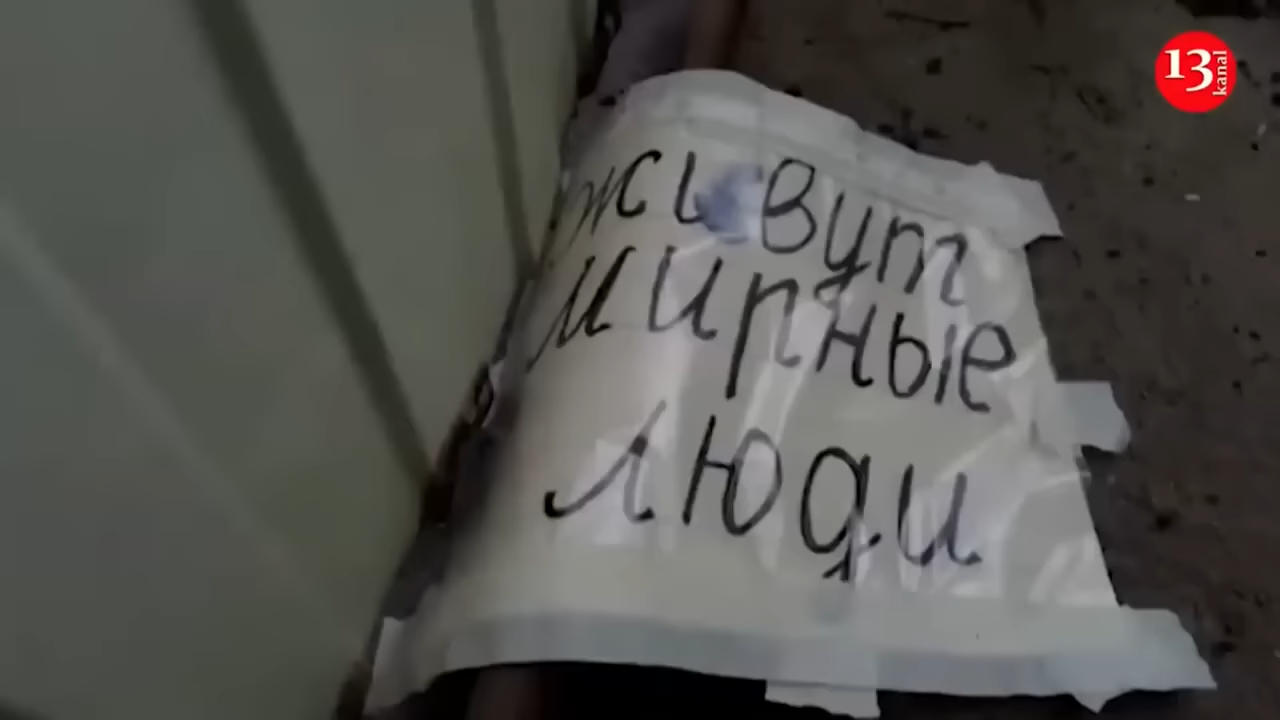 живут
мирные
люди
13 kanal